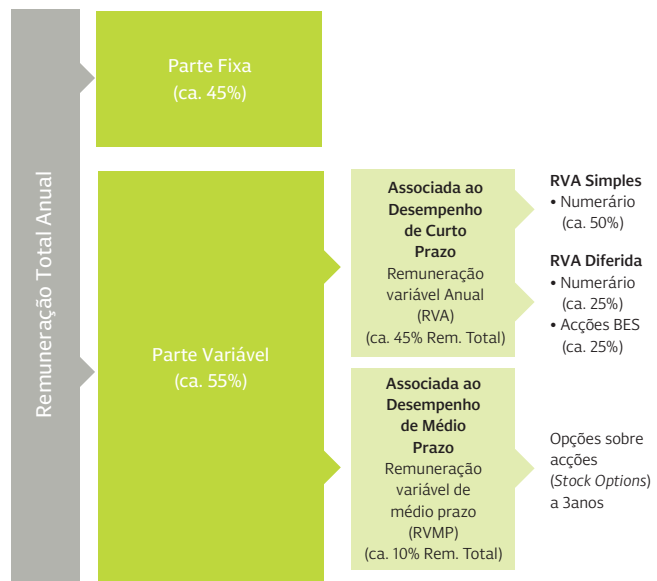 Remuneração Total Anual
Parte Fixa
(ca. 45%)
Parte Variável
(ca. 55%)
Associada ao
Desempenho
de Curto
Prazo
Remuneração
variável Anual
(RVA)
(ca. 45% Rem. Total)
RVA Simples
• Numerário
(ca. 50%)
RVA Diferida
• Numerário
(ca. 25%)
• Acções BES
(ca. 25%)
Associada ao
Desempenho
de Médio
Prazo
Remuneração
variável de
médio prazo
(RVMP)
(ca. 10% Rem. Total)
Opções sobre
acções
(Stock Options)
a 3anos